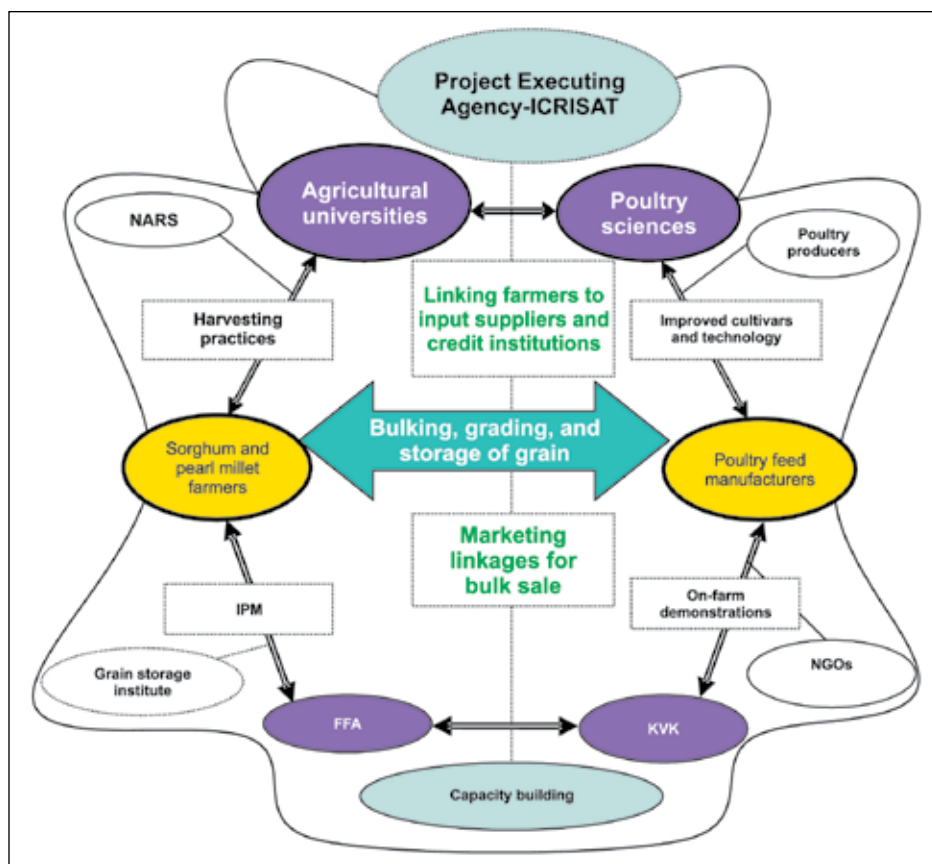 Project Executing
Agency-ICRISAT
Agricultural
universities
Poultry
sciences
NARS
Poultry
producers
Harvesting
practices
Linking farmers to
input suppliers and
credit institutions
Improved cultivars
and technology
Bulking, grading, and
storage of grain
Sorghum and
pearl millet
farmers
Poultry feed
manufacturers
Marketing
linkages for
bulk sale
IPM
On-farm
demonstrations
Grain storage
institute
NGOs
FFA
KVK
Capacity building